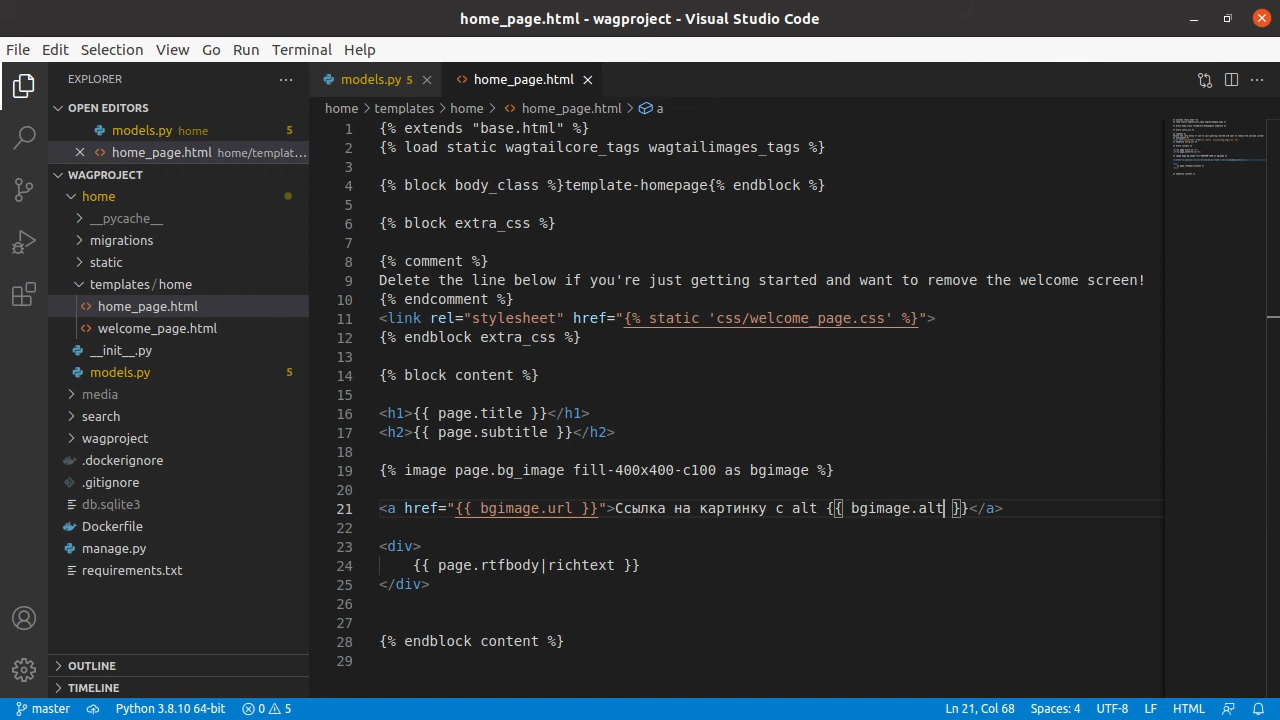 home_page.html - wagproject - Visual Studio Code
File Edit Selection View Go Run Terminal Help
EXPLORER
OPEN EDITORS
models.py home 5
home_page.html home/templat...
WAGPROJECT
home
__pycache__
migrations
static
templates/home
home_page.html
welcome_page.html
__init__.py
models.py 5
media
search
wagproject
.dockerignore
.gitignore
db.sqlite3
Dockerfile
manage.py
requirements.txt
OUTLINE
TIMELINE
models.py 5 home_page.html
home templates home home_page.html a
1 {% extends "base.html" %}
2 {% load static wagtailcore_tags wagtailimages_tags %}
3
4 {% block body_class %}template-homepage{% endblock %}
5
6 {% block extra_css %}
7
8 {% comment %}
9 Delete the line below if you're just getting started and want to remove the welcome screen!
10 {% endcomment %}
11 <link rel="stylesheet" href="{% static 'css/welcome_page.css' %}">
12 {% endblock extra_css %}
13
14 {% block content %}
15
16 <h1>{{ page.title }}</h1>
17 <h2>{{ page.subtitle }}</h2>
18
19 {% image page.bg_image fill-400x400-c100 as bgimage %}
20
21 <a href="{{ bgimage.url }}">Ссылка на картинку с alt {{ bgimage.alt }}</a>
22
23 <div>
24 {{ page.rtfbody|richtext }}
25 </div>
26
27
28 {% endblock content %}
29
master Python 3.8.10 64-bit 0 5 Ln 21, Col 68 Spaces: 4 UTF-8 LF HTML